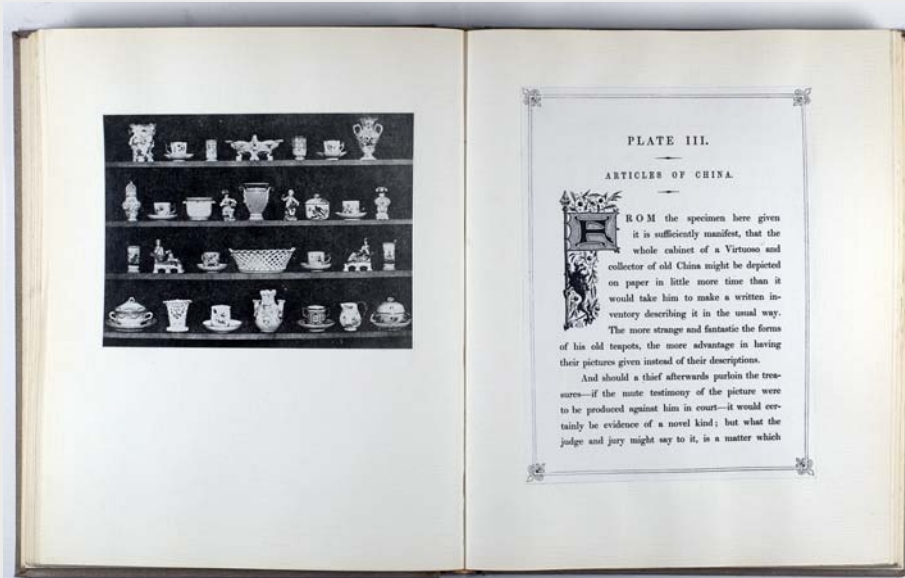 PLATE III.
ARTICLES OF CHINA.
FROM the specimen here given
it is sufficiently manifest, that the
whole cabinet of a Virtuoso and
collector of old China might be depicted
on paper in little more time than it
would take him to make a written in-
ventory describing it in the usual way.
The more strange and fantastic the forms
of his old teapots, the more advantage in having
their pictures given instead of their descriptions.
And should a thief afterwards purloin the trea-
sures—if the mute testimony of the picture were
to be produced against him in court—it would cer-
tainly be evidence of a novel kind; but what the
judge and jury might say to it, is a matter which